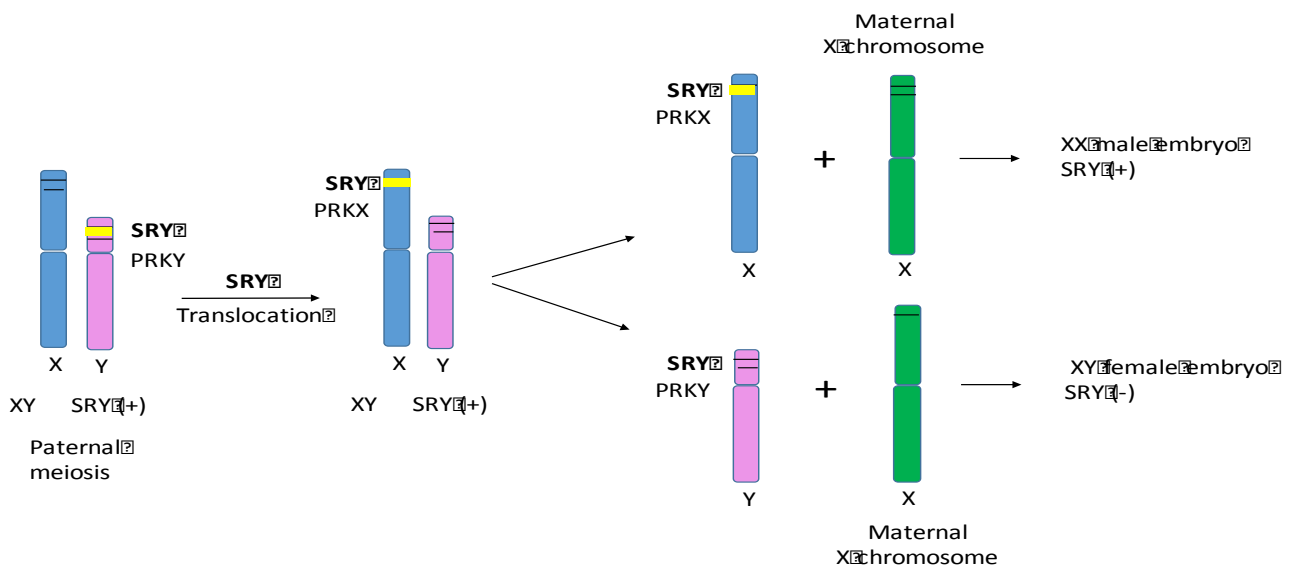 Maternal
X chromosome
SRY
PRKX
XX male embryo
SRY (+)
X
X
SRY
PRKY
X
Y
XY
SRY (+)
Paternal
meiosis
SRY
Translocation
SRY
PRKX
X
Y
XY
SRY (+)
SRY
PRKY
XY female embryo
SRY (-)
Y
X
Maternal
X chromosome
+
+